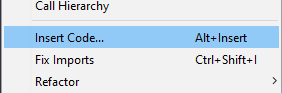 Call Hierarchy
Insert Code... Alt+Insert
Fix Imports Ctrl+Shift+I
Refactor